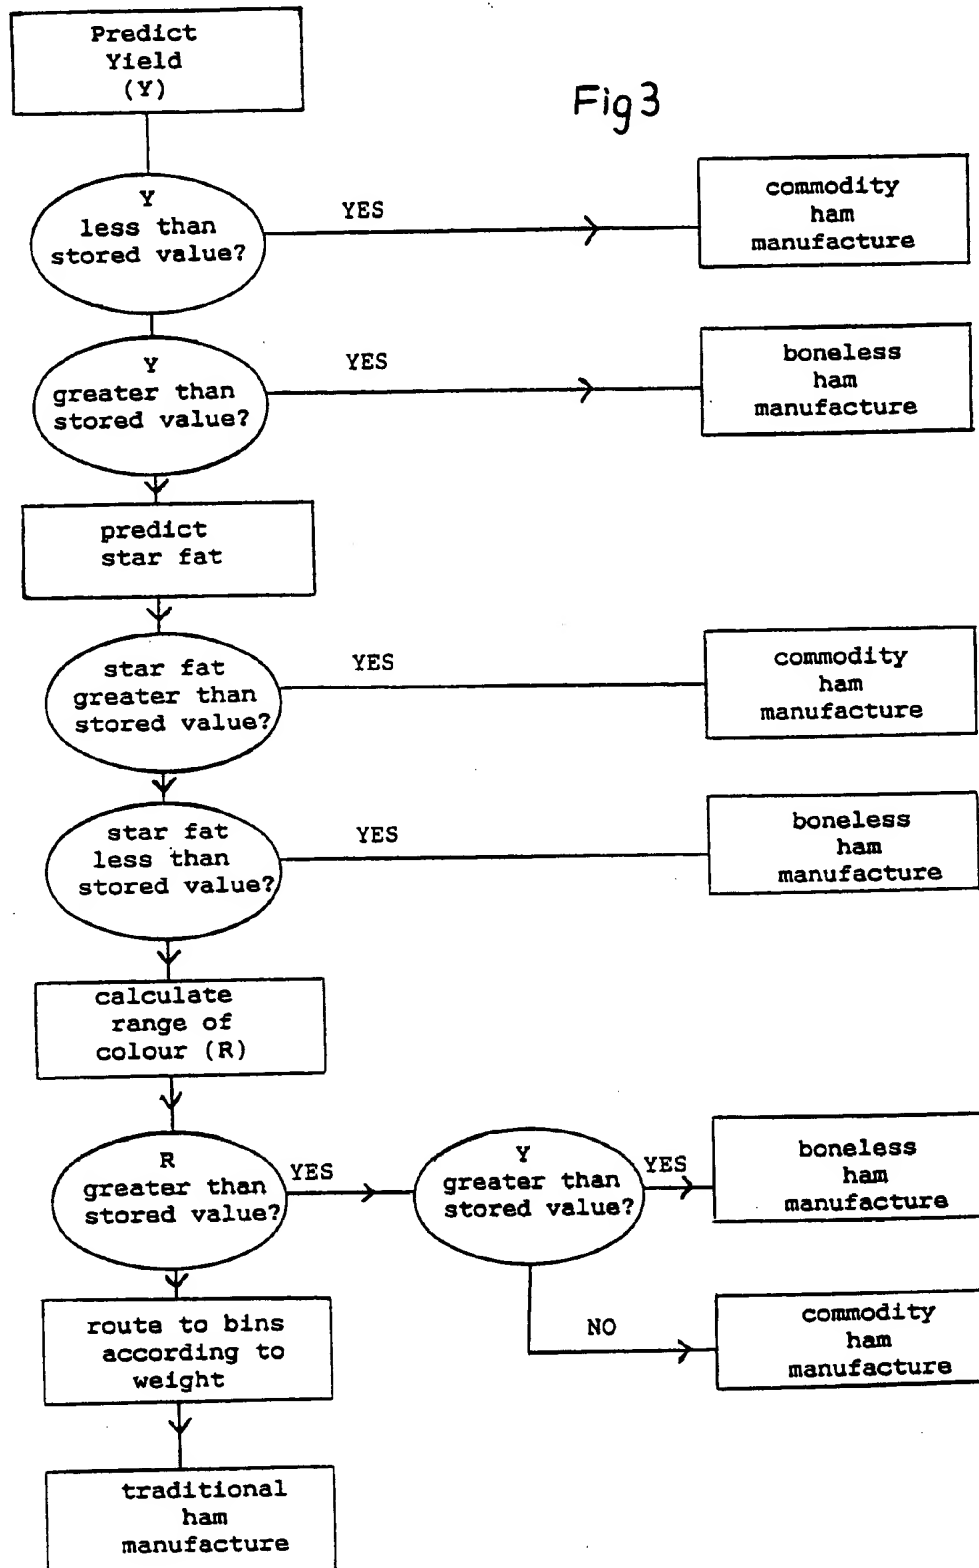 Predict
Yield
(Y)
Fig 3
Y
less than
stored value?
YES
commodity
ham
manufacture
Y
greater than
stored value?
YES
boneless
ham
manufacture
predict
star fat
star fat
greater than
stored value?
YES
commodity
ham
manufacture
star fat
less than
stored value?
YES
boneless
ham
manufacture
calculate
range of
colour (R)
R
greater than
stored value?
YES
Y
greater than
stored value?
YES
boneless
ham
manufacture
NO
commodity
ham
manufacture
route to bins
according to
weight
traditional
ham
manufacture